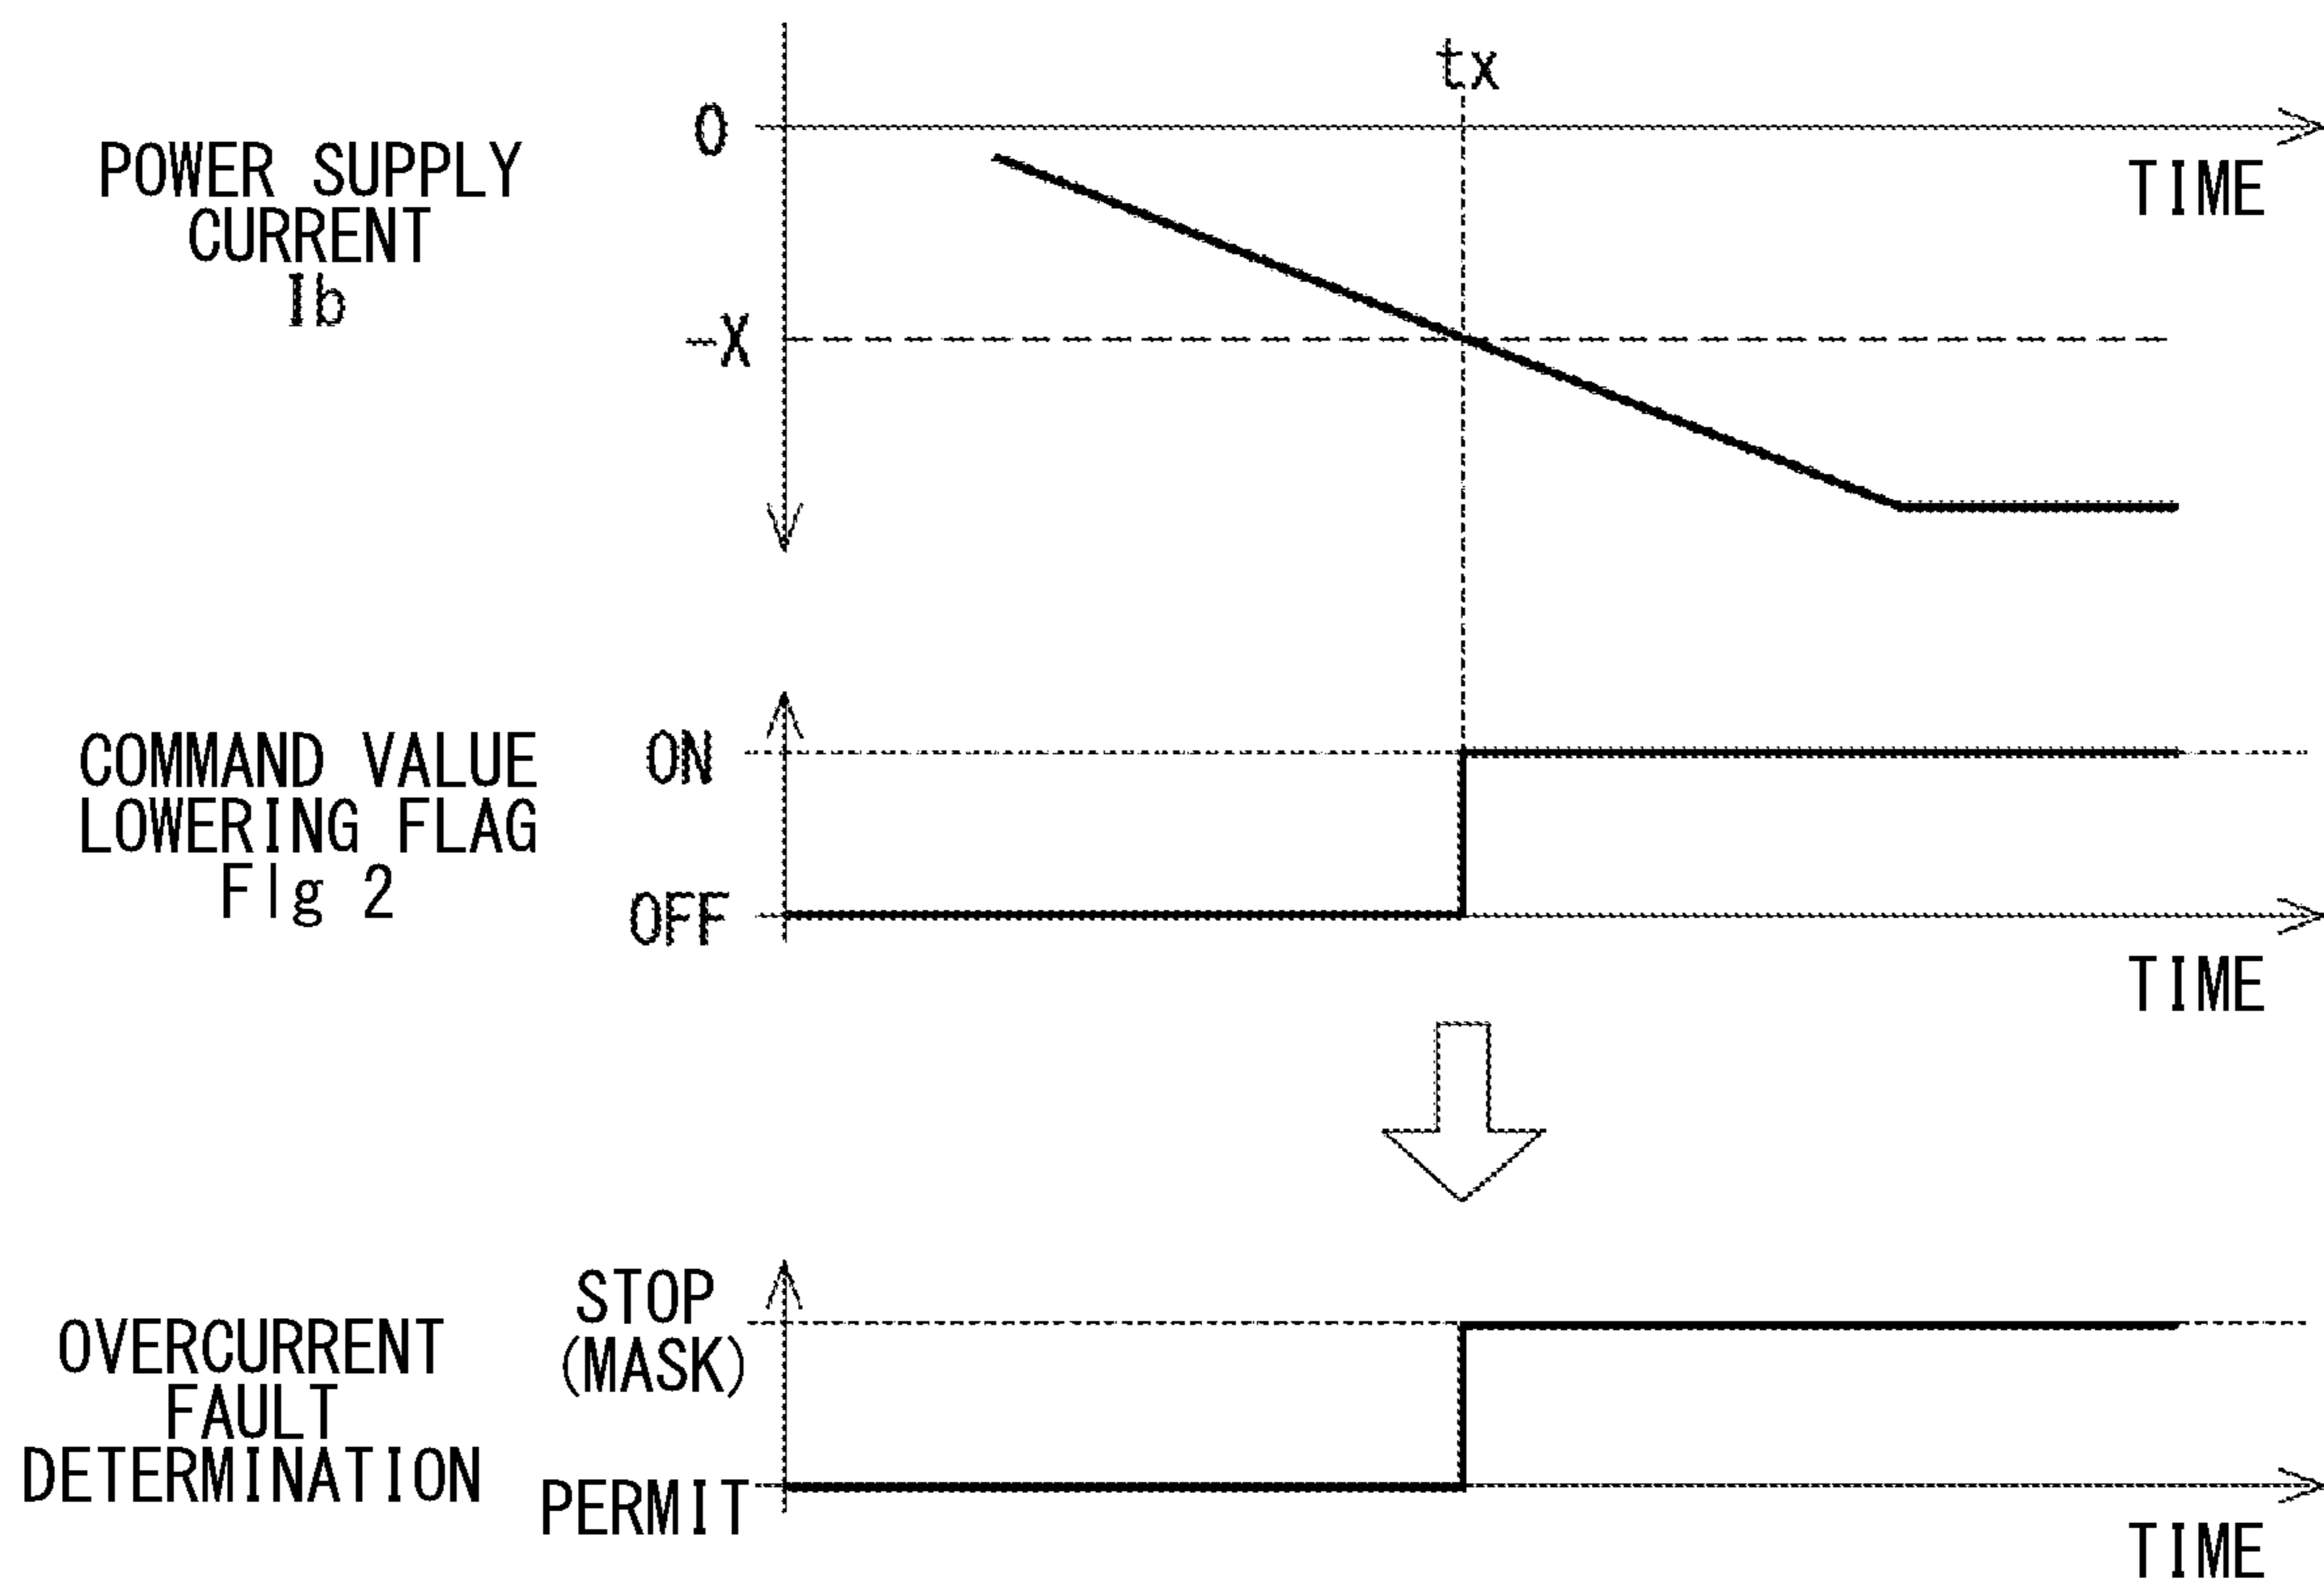 tx
0
POWER SUPPLY
CURRENT
Ib
TIME
-X
COMMAND VALUE
LOWERING FLAG
Flg 2
ON
OFF
TIME
STOP
(MASK)
OVERCURRENT
FAULT
DETERMINATION
PERMIT
TIME